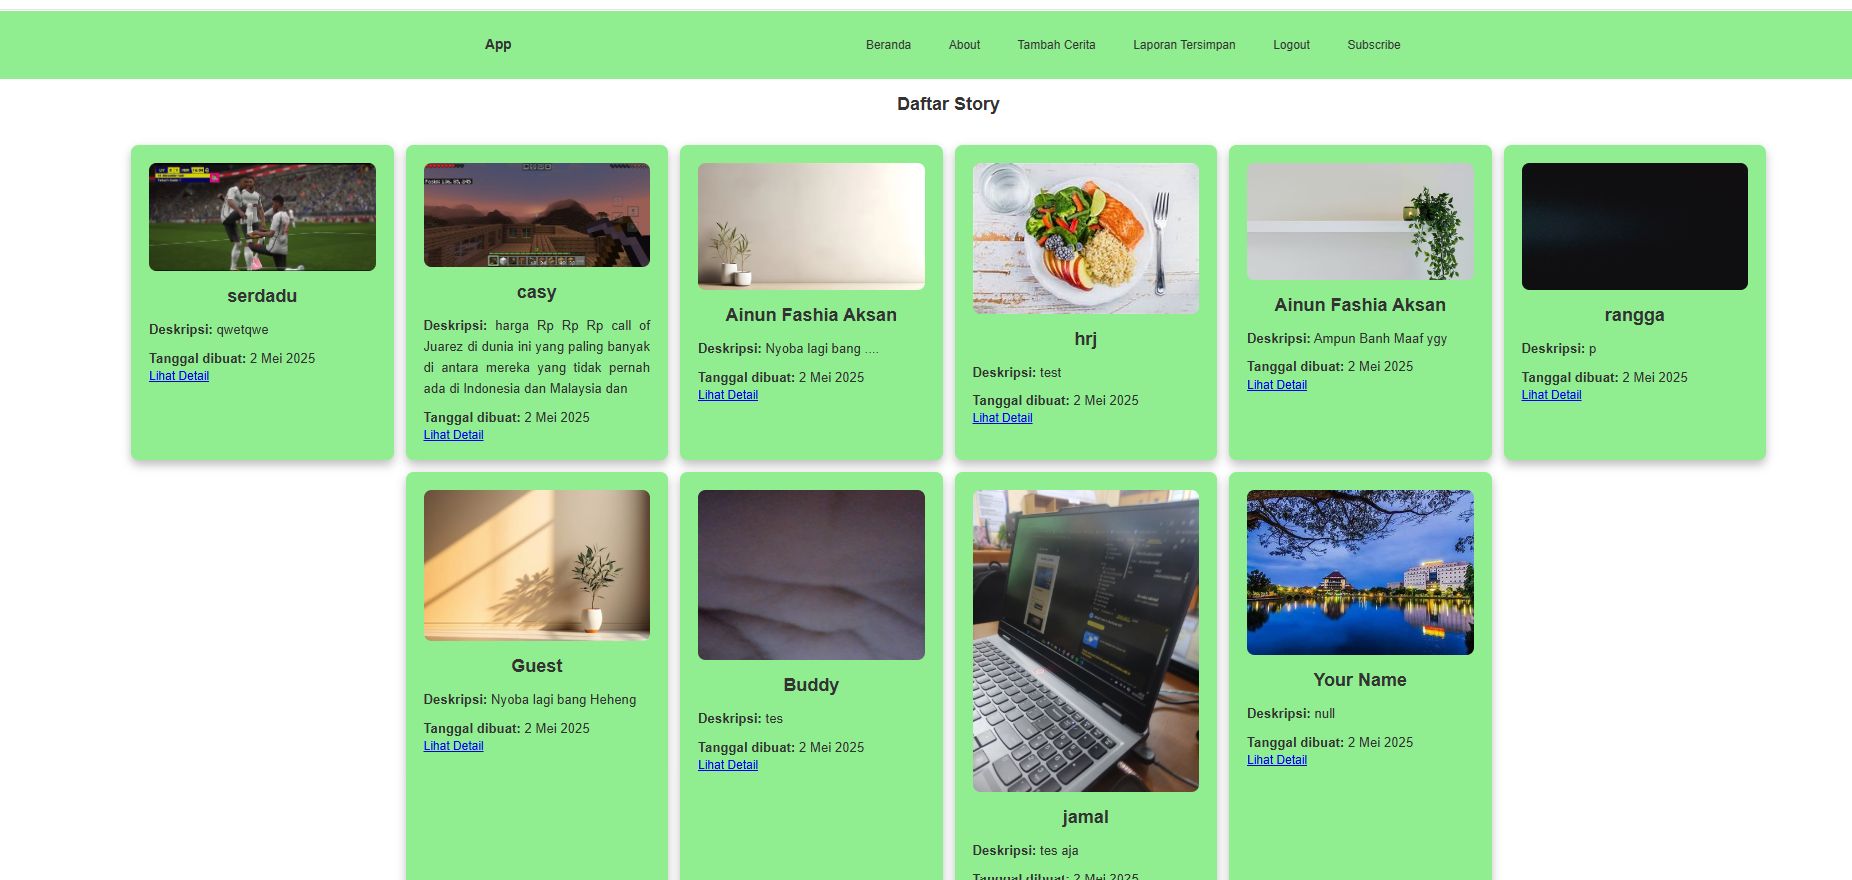 App
Beranda
About
Tambah Cerita
Laporan Tersimpan
Logout
Subscribe
Daftar Story
serdadu
Deskripsi: qwetqwe
Tanggal dibuat: 2 Mei 2025
Lihat Detail
casy
Deskripsi: harga Rp Rp Rp call of
Juarez di dunia ini yang paling banyak
di antara mereka yang tidak pernah
ada di Indonesia dan Malaysia dan
Tanggal dibuat: 2 Mei 2025
Lihat Detail
Ainun Fashia Aksan
Deskripsi: Nyoba lagi bang ....
Tanggal dibuat: 2 Mei 2025
Lihat Detail
hrj
Deskripsi: test
Tanggal dibuat: 2 Mei 2025
Lihat Detail
Ainun Fashia Aksan
Deskripsi: Ampun Banh Maaf ygy
Tanggal dibuat: 2 Mei 2025
Lihat Detail
rangga
Deskripsi: p
Tanggal dibuat: 2 Mei 2025
Lihat Detail
Guest
Deskripsi: Nyoba lagi bang Heheng
Tanggal dibuat: 2 Mei 2025
Lihat Detail
Buddy
Deskripsi: tes
Tanggal dibuat: 2 Mei 2025
Lihat Detail
jamal
Deskripsi: tes aja
Tanggal dibuat: 2 Mei 2025
Your Name
Deskripsi: null
Tanggal dibuat: 2 Mei 2025
Lihat Detail